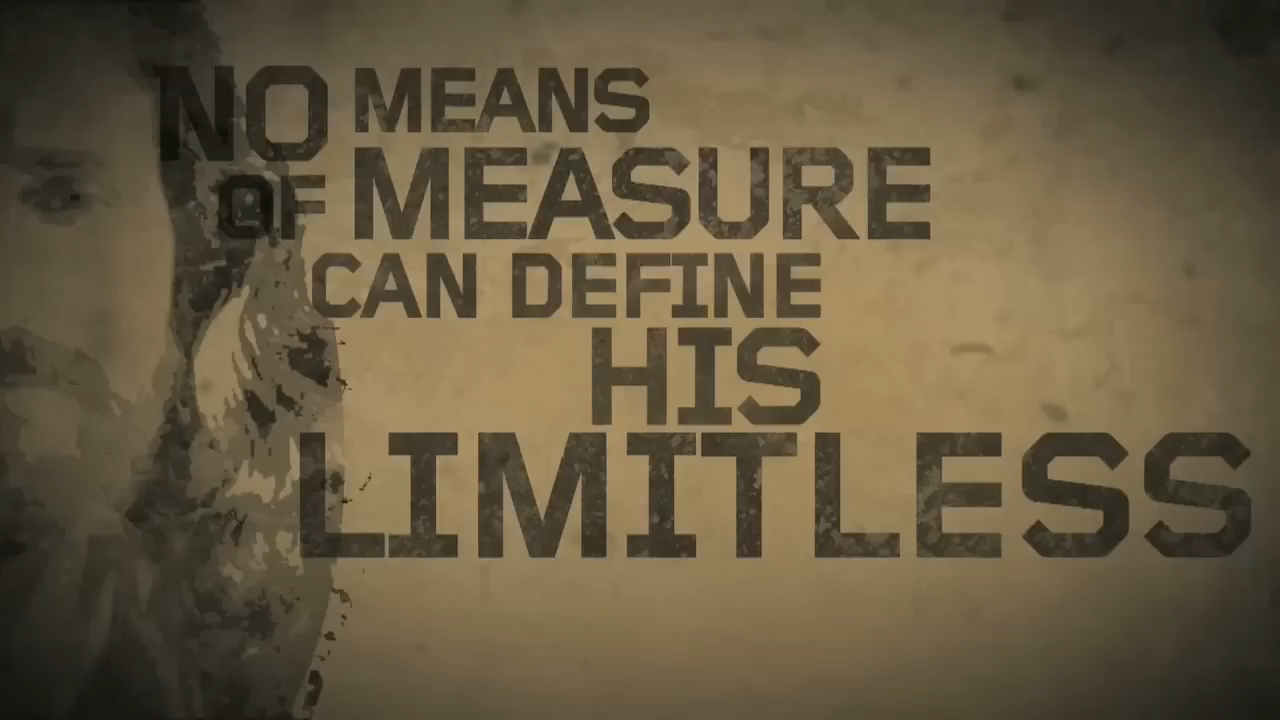 NO MEANS
OF MEASURE
CAN DEFINE
HIS
LIMITLESS